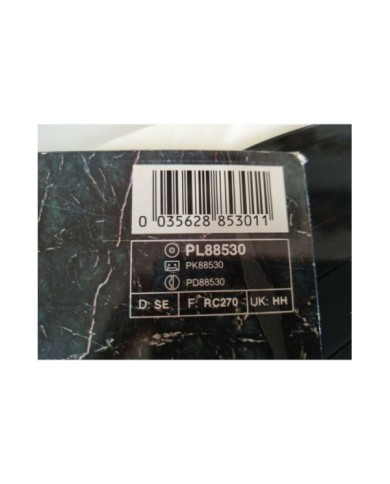 0 035628 853011
PL88530
PK88530
PD88530
D: SE F: RC270 UK: HH